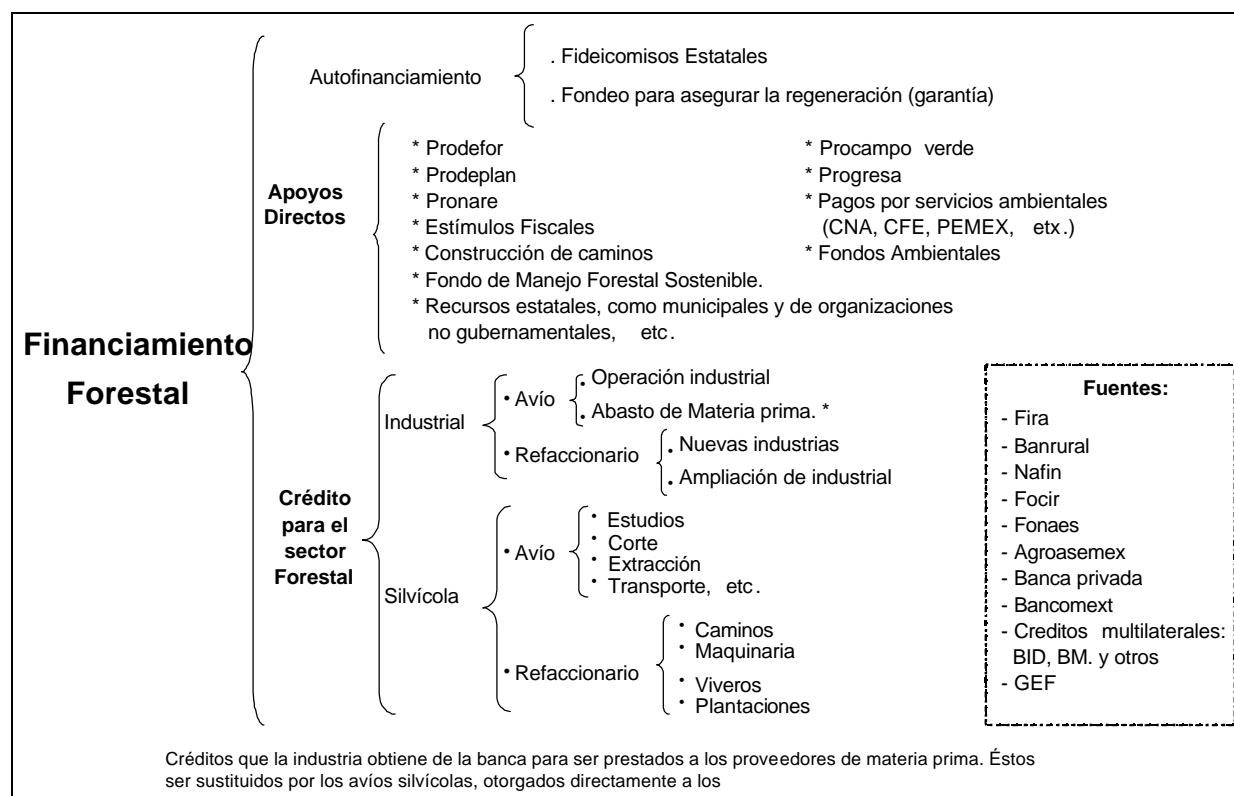 Autofinanciamiento
. Fideicomisos Estatales
. Fondeo para asegurar la regeneración (garantía)
Apoyos
Directos
* Prodefor
* Prodeplan
* Pronare
* Estímulos Fiscales
* Construcción de caminos
* Fondo de Manejo Forestal Sostenible.
* Recursos estatales, como municipales y de organizaciones
no gubernamentales, etc.
* Procampo verde
* Progresa
* Pagos por servicios ambientales
(CNA, CFE, PEMEX, etx.)
* Fondos Ambientales
Financiamiento
Forestal
Crédito
para el
sector
Forestal
Industrial
• Avío
• Operación industrial
• Abasto de Materia prima. *
• Refaccionario
• Nuevas industrias
• Ampliación de industrial
Silvícola
• Avío
• Estudios
• Corte
• Extracción
• Transporte, etc.
• Refaccionario
• Caminos
• Maquinaria
• Viveros
• Plantaciones
Fuentes:
- Fira
- Banrural
- Nafin
- Focir
- Fonaes
- Agroasemex
- Banca privada
- Bancomext
- Creditos multilaterales:
BID, BM. y otros
- GEF
Créditos que la industria obtiene de la banca para ser prestados a los proveedores de materia prima. Éstos
ser sustituidos por los avíos silvícolas, otorgados directamente a los